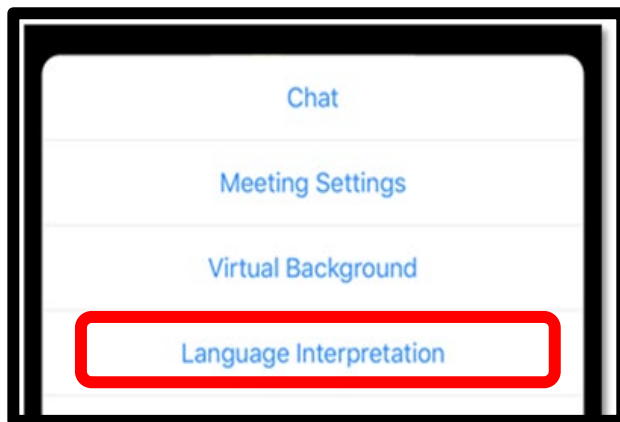 Chat
Meeting Settings
Virtual Background
Language Interpretation